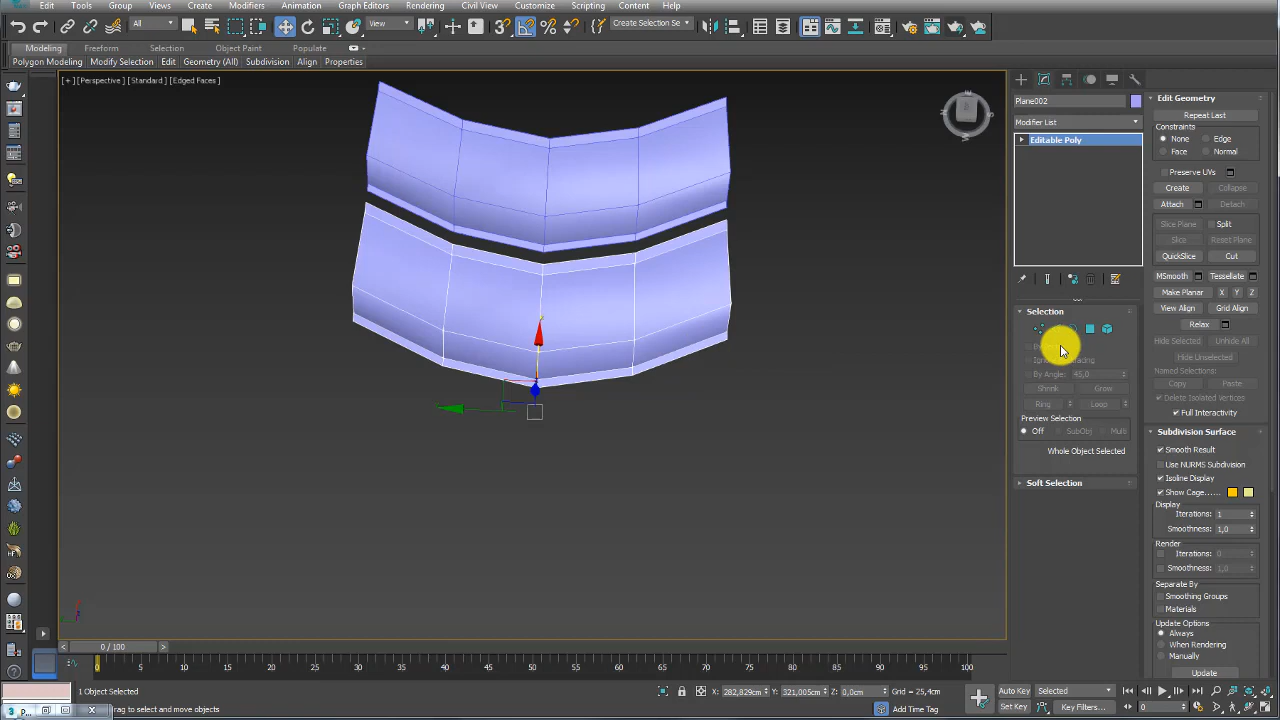 Edit Tools Group Views Create Modifiers Animation Graph Editors Rendering Civil View Customize Scripting Content Help
All View Create Selection Se
Modeling Freeform Selection Object Paint Populate
Polygon Modeling Modify Selection Edit Geometry (All) Subdivision Align Properties
[+] [Perspective] [Standard] [Edged Faces]
Plane002
Modifier List
Editable Poly
Selection
By Angle: 45,0
Shrink Grow
Ring Loop
Preview Selection
Off SubObj Multi
Whole Object Selected
Soft Selection
Edit Geometry
Repeat Last
Constraints
None Edge
Face Normal
Preserve UVs
Create Collapse
Attach Detach
Slice Plane Split
Slice Reset Plane
QuickSlice Cut
MSmooth Tessellate
Make Planar X Y Z
View Align Grid Align
Relax
Hide Selected Unhide All
Hide Unselected
Named Selections:
Copy Paste
Delete Isolated Vertices
Full Interactivity
Subdivision Surface
Smooth Result
Use NURMS Subdivision
Isoline Display
Show Cage......
Display
Iterations: 1
Smoothness: 1,0
Render
Iterations: 0
Smoothness: 1,0
Separate By
Smoothing Groups
Materials
Update Options
Always
When Rendering
Manually
Update
0 / 100
0 5 10 15 20 25 30 35 40 45 50 55 60 65 70 75 80 85 90 95 100
1 Object Selected X: 282,829cm Y: 321,005cm Z: 0,0cm Grid = 25,4cm Auto Key Selected
drag to select and move objects Add Time Tag Set Key Key Filters... 0
3 p...